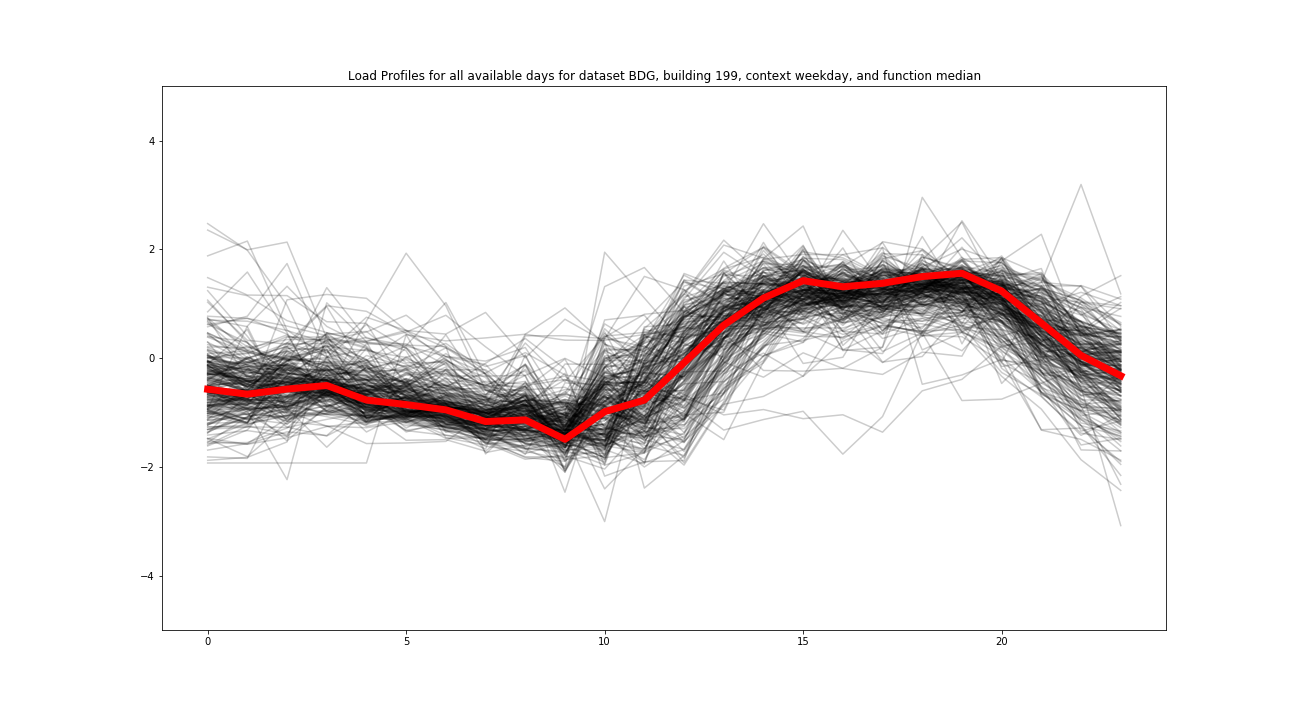 Load Profiles for all available days for dataset BDG, building 199, context weekday, and function median
4
2
0
−2
−4
0 5 10 15 20